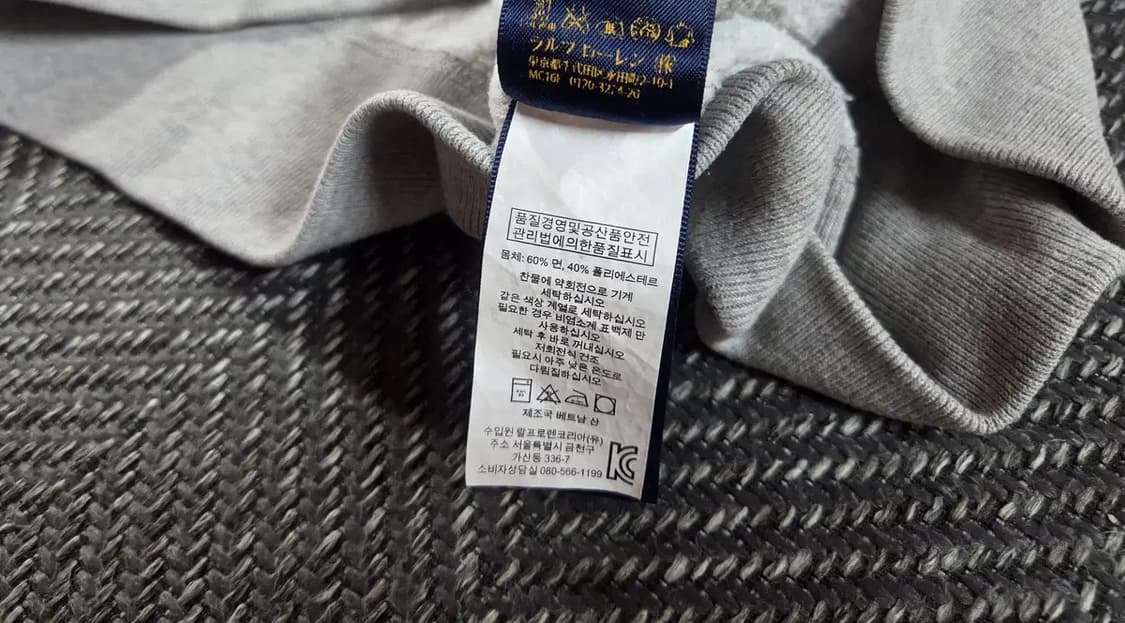 ラルフ ローレン ㈱
MC16F 0120-3274-20
품질경영및공산품안전
관리법에의한품질표시
몸체: 60% 면, 40% 폴리에스테르
찬물에 약회전으로 기계
세탁하십시오
같은 색상 계열로 세탁하십시오
필요한 경우 비염소계 표백제 만
사용하십시오
세탁 후 바로 꺼내십시오
저회전식 건조
필요시 아주 낮은 온도로
다림질하십시오
제조국 베트남 산
수입원 랄프로렌코리아(유)
주소 서울특별시 금천구
가산동 336-7
소비자상담실 080-566-1199